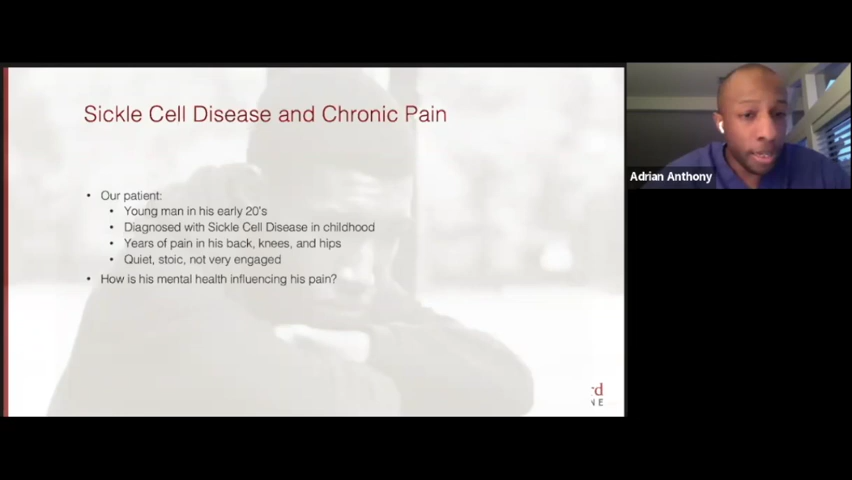 Sickle Cell Disease and Chronic Pain
• Our patient:
• Young man in his early 20's
• Diagnosed with Sickle Cell Disease in childhood
• Years of pain in his back, knees, and hips
• Quiet, stoic, not very engaged
• How is his mental health influencing his pain?
rd
NE
Adrian Anthony